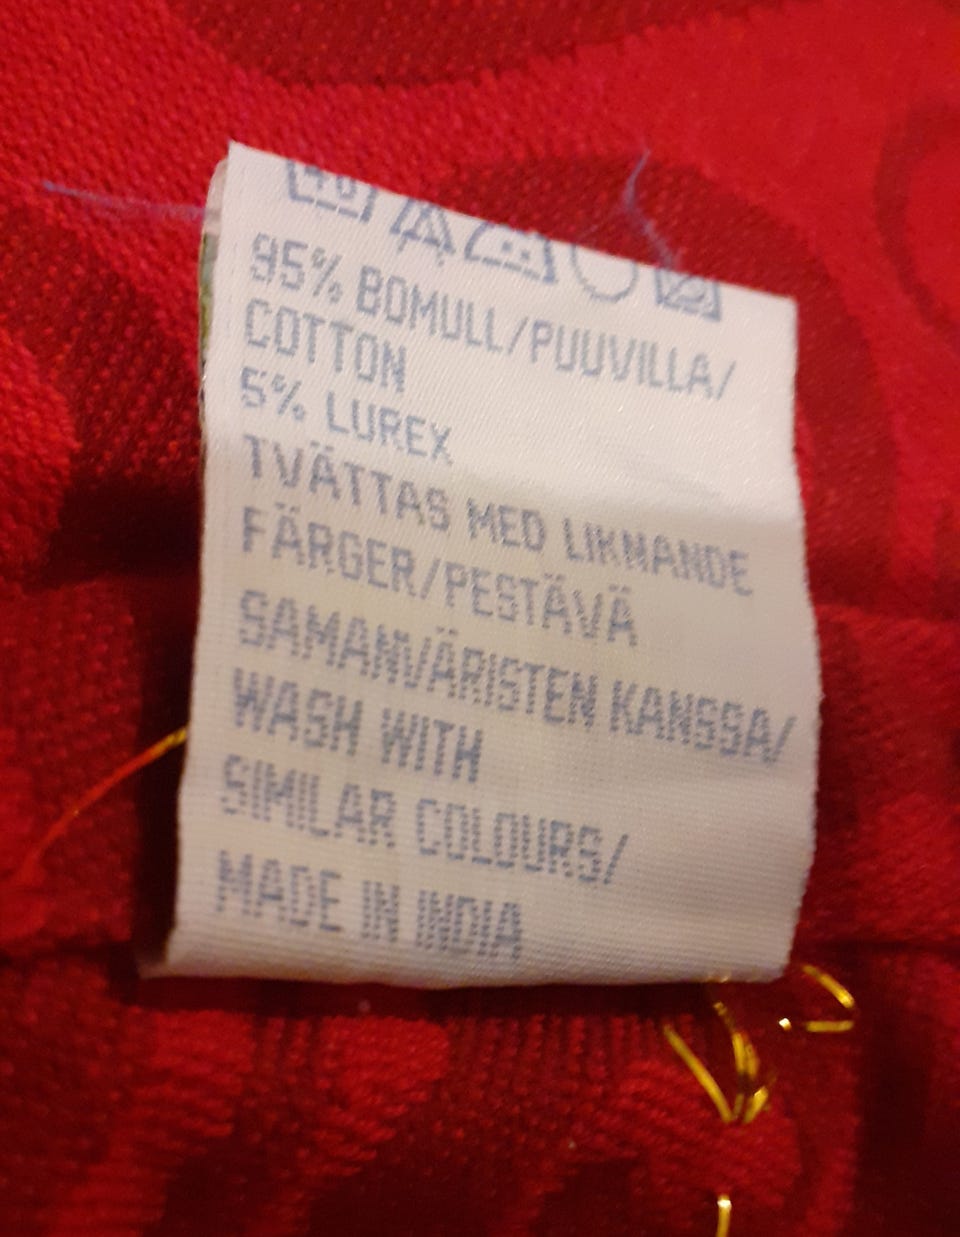 95% BOMULL/PUUVILLA/
COTTON
5% LUREX
TVÄTTAS MED LIKNANDE
FÄRGER/PESTÄVÄ
SAMANVÄRISTEN KANSSA/
WASH WITH
SIMILAR COLOURS/
MADE IN INDIA